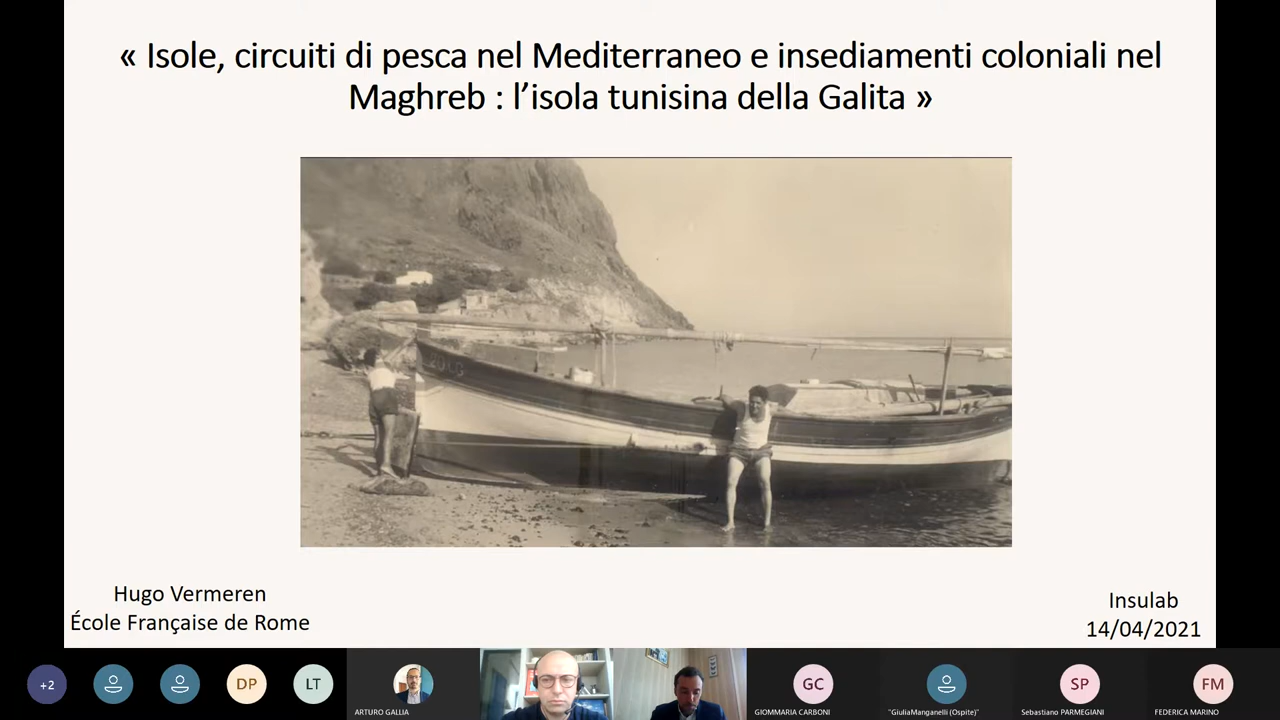 « Isole, circuiti di pesca nel Mediterraneo e insediamenti coloniali nel
Maghreb : l’isola tunisina della Galita »
Hugo Vermeren
École Française de Rome
Insulab
14/04/2021
+2
DP
LT
ARTURO GALLIA
GC
GIOMMARIA CARBONI
"GiuliaManganelli (Ospite)"
SP
Sebastiano PARMEGIANI
FM
FEDERICA MARINO